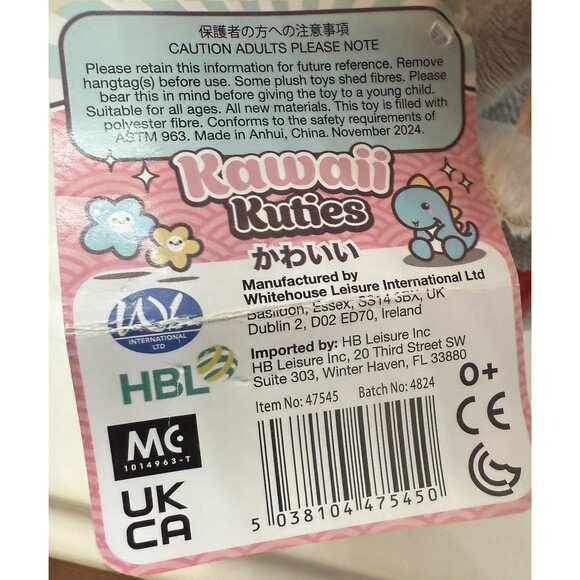 保護者の方への注意事項
CAUTION ADULTS PLEASE NOTE
Please retain this information for future reference. Remove
hangtag(s) before use. Some plush toys shed fibres. Please
bear this in mind before giving the toy to a young child.
Suitable for all ages. All new materials. This toy is filled with
polyester fibre. Conforms to the safety requirements of
ASTM 963. Made in Anhui, China. November 2024.
Kawaii
Kuties
かわいい
Manufactured by
Whitehouse Leisure International Ltd
Basildon, Essex, SS14 3BX, UK
Dublin 2, D02 ED70, Ireland
Imported by: HB Leisure Inc
HB Leisure Inc, 20 Third Street SW
Suite 303, Winter Haven, FL 33880
Item No: 47545 Batch No: 4824
5 038104 475450
INTERNATIONAL
LTD
HBL
MC
1014963-T
UK
CA
0+
CE